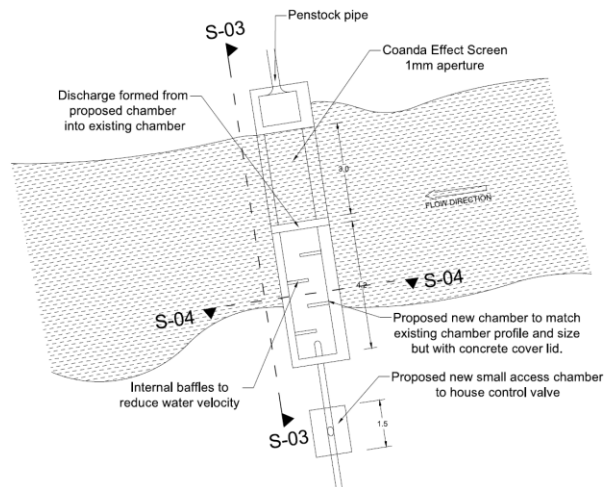 S-03
Penstock pipe
Coanda Effect Screen
1mm aperture
Discharge formed from
proposed chamber
into existing chamber
3.0
FLOW DIRECTION
S-04
4.2
S-04
Proposed new chamber to match
existing chamber profile and size
but with concrete cover lid.
Internal baffles to
reduce water velocity
Proposed new small access chamber
to house control valve
1.5
S-03